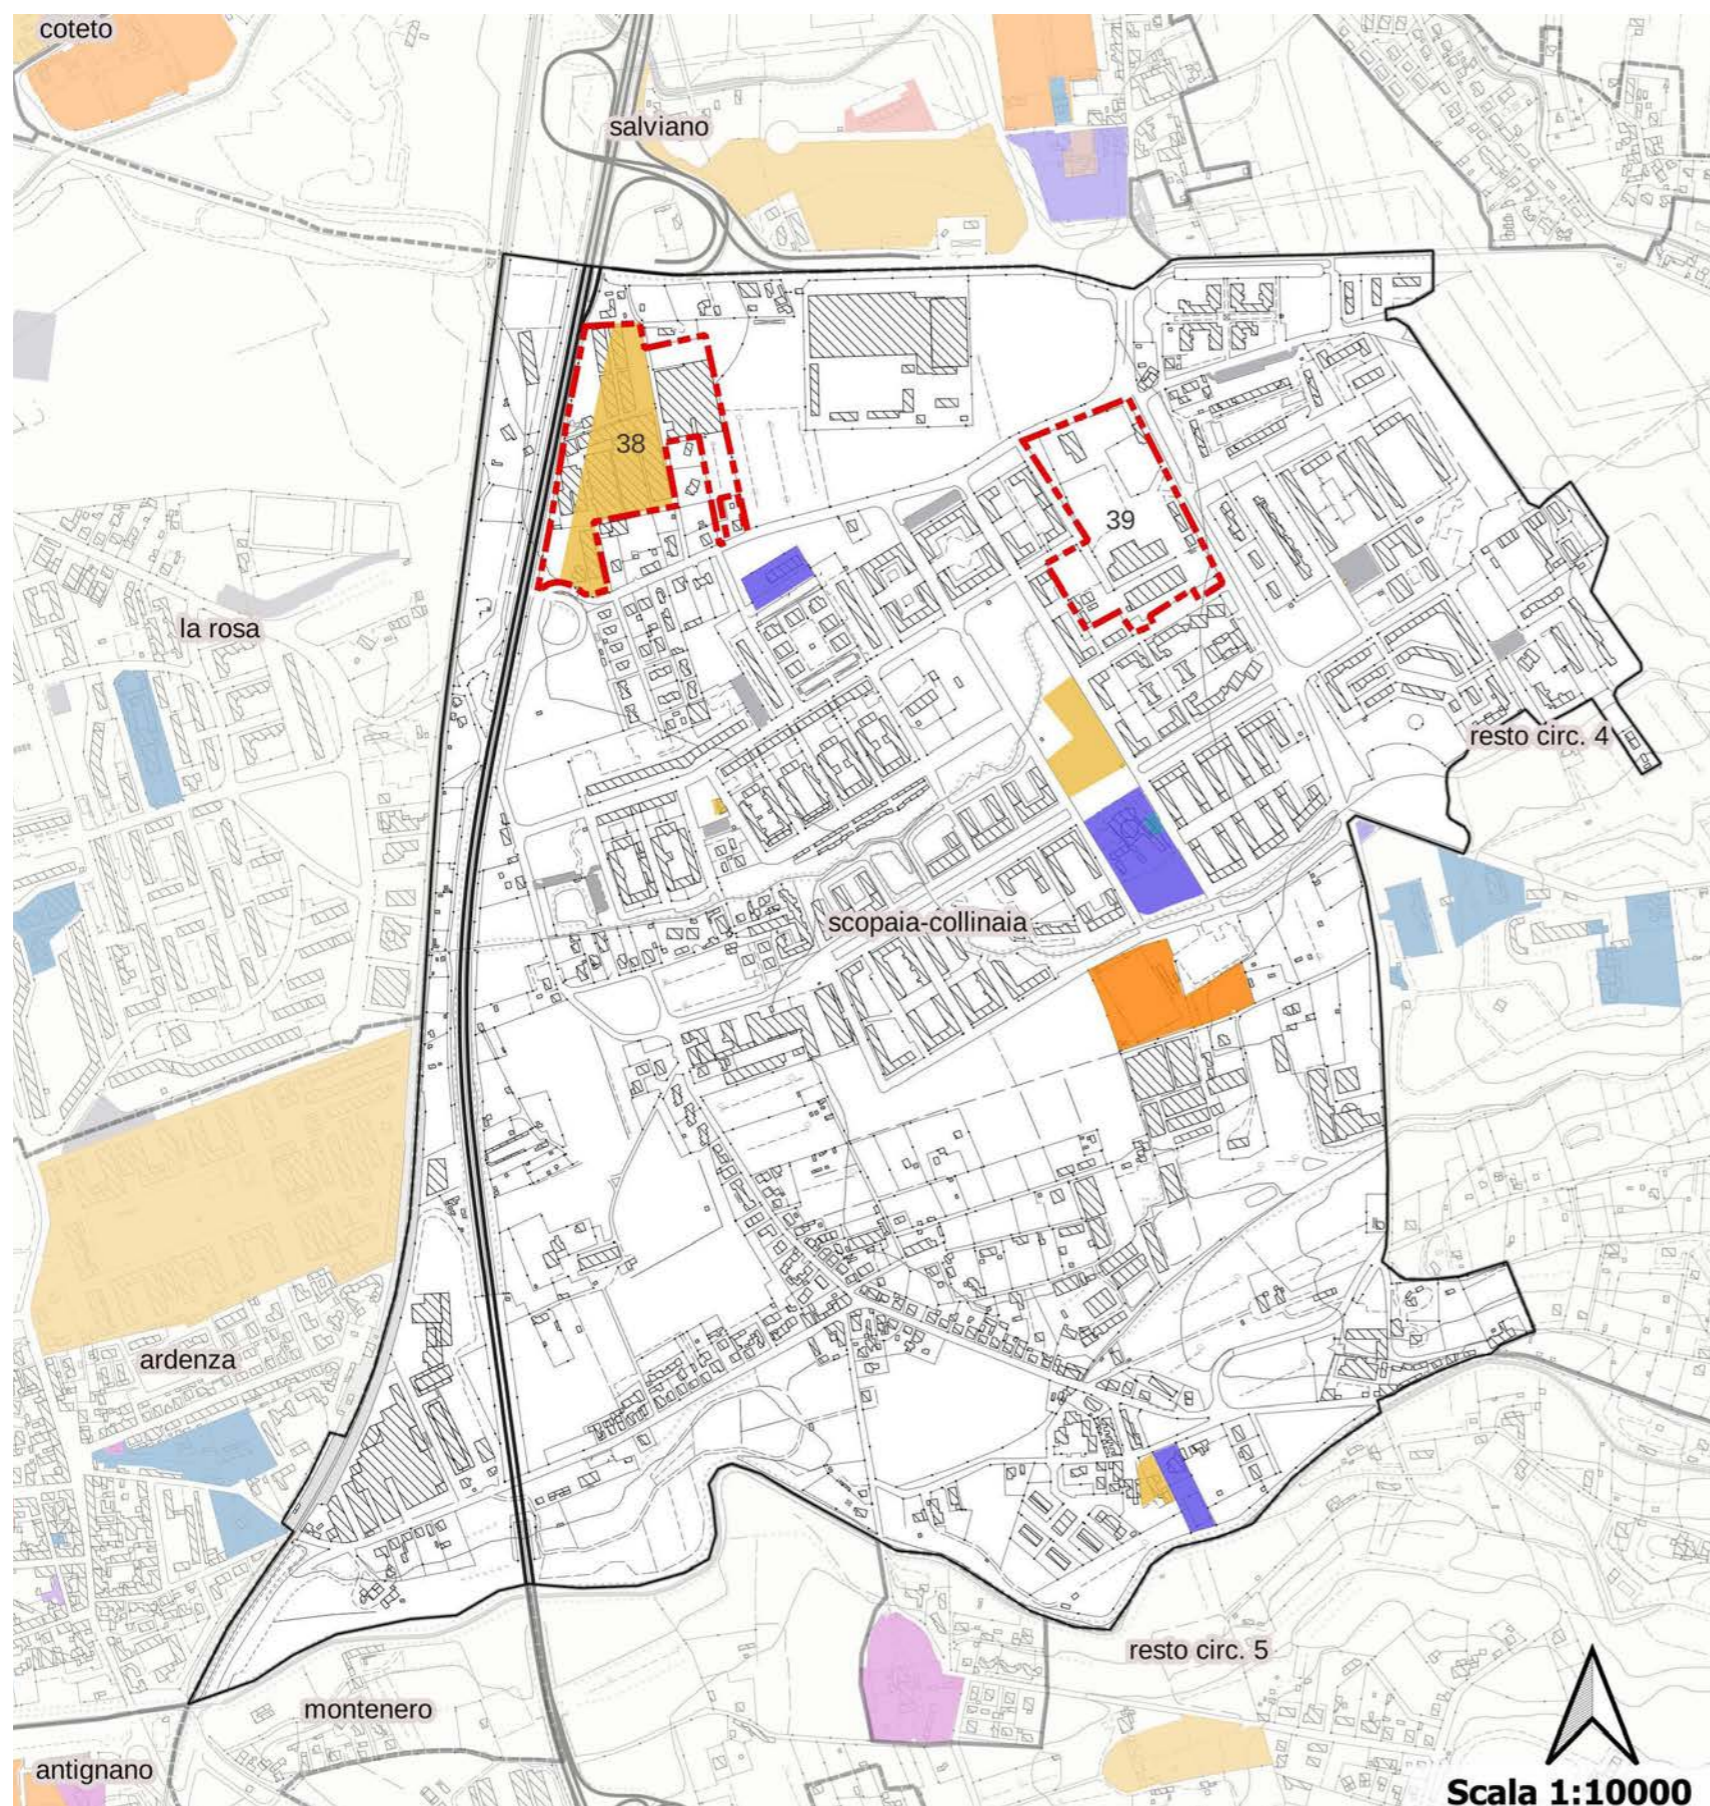 coteto
salviano
38
39
la rosa
resto circ. 4
scopaia-collinaia
ardenza
resto circ. 5
montenero
antignano
Scala 1:10000